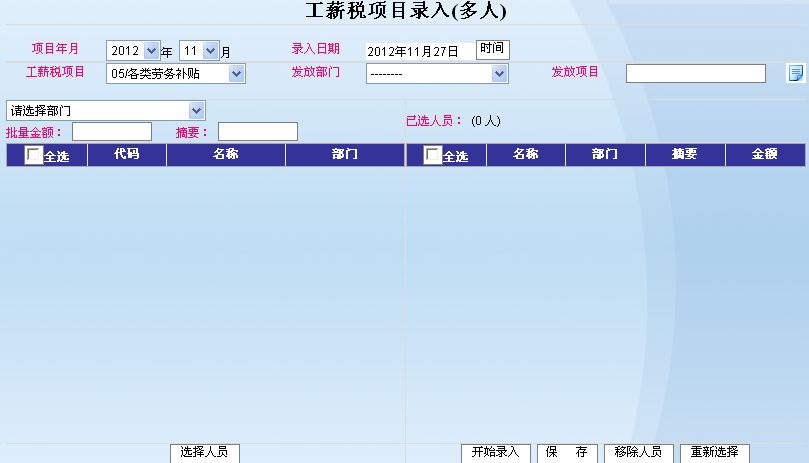 工薪税项目录入(多人)
项目年月 2012 年 11 月 录入日期 2012年11月27日 时间
工薪税项目 05/各类劳务补贴 发放部门 -------- 发放项目
请选择部门
已选人员： (0 人)
批量金额： 摘要：
全选 代码 名称 部门 全选 名称 部门 摘要 金额
选择人员 开始录入 保 存 移除人员 重新选择